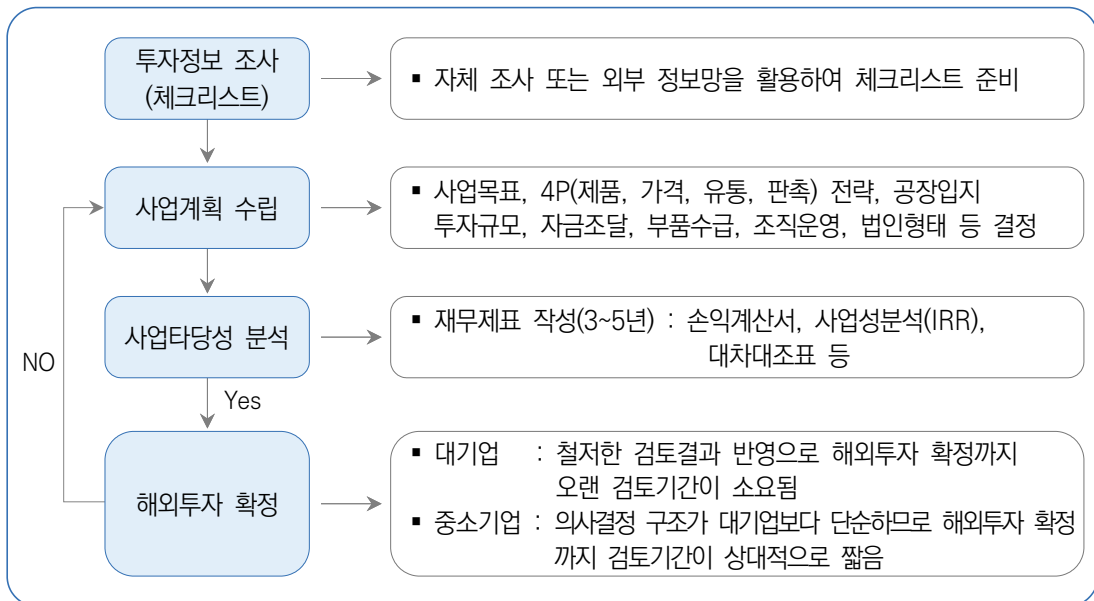 투자정보 조사
(체크리스트)
▪ 자체 조사 또는 외부 정보망을 활용하여 체크리스트 준비
사업계획 수립
▪ 사업목표, 4P(제품, 가격, 유통, 판촉) 전략, 공장입지
투자규모, 자금조달, 부품수급, 조직운영, 법인형태 등 결정
사업타당성 분석
▪ 재무제표 작성(3~5년) : 손익계산서, 사업성분석(IRR),
대차대조표 등
NO
Yes
해외투자 확정
▪ 대기업 : 철저한 검토결과 반영으로 해외투자 확정까지
오랜 검토기간이 소요됨
▪ 중소기업 : 의사결정 구조가 대기업보다 단순하므로 해외투자 확정
까지 검토기간이 상대적으로 짧음